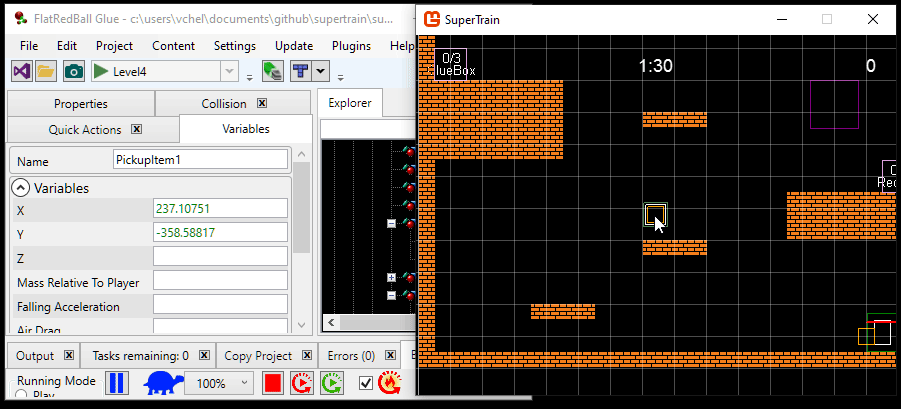 FlatRedBall Glue - c:\users\vchel\documents\github\supertrain\su...
File Edit Project Content Settings Update Plugins Help
Level4
Properties
Collision
Quick Actions
Variables
Name PickupItem1
Variables
X 237.10751
Y -358.58817
Z
Mass Relative To Player
Falling Acceleration
Air Drag
Explorer
Output
Tasks remaining: 0
Copy Project
Errors (0)
Running Mode
Play
100%
SuperTrain
0/3
lueBox
1:30
0
Rec